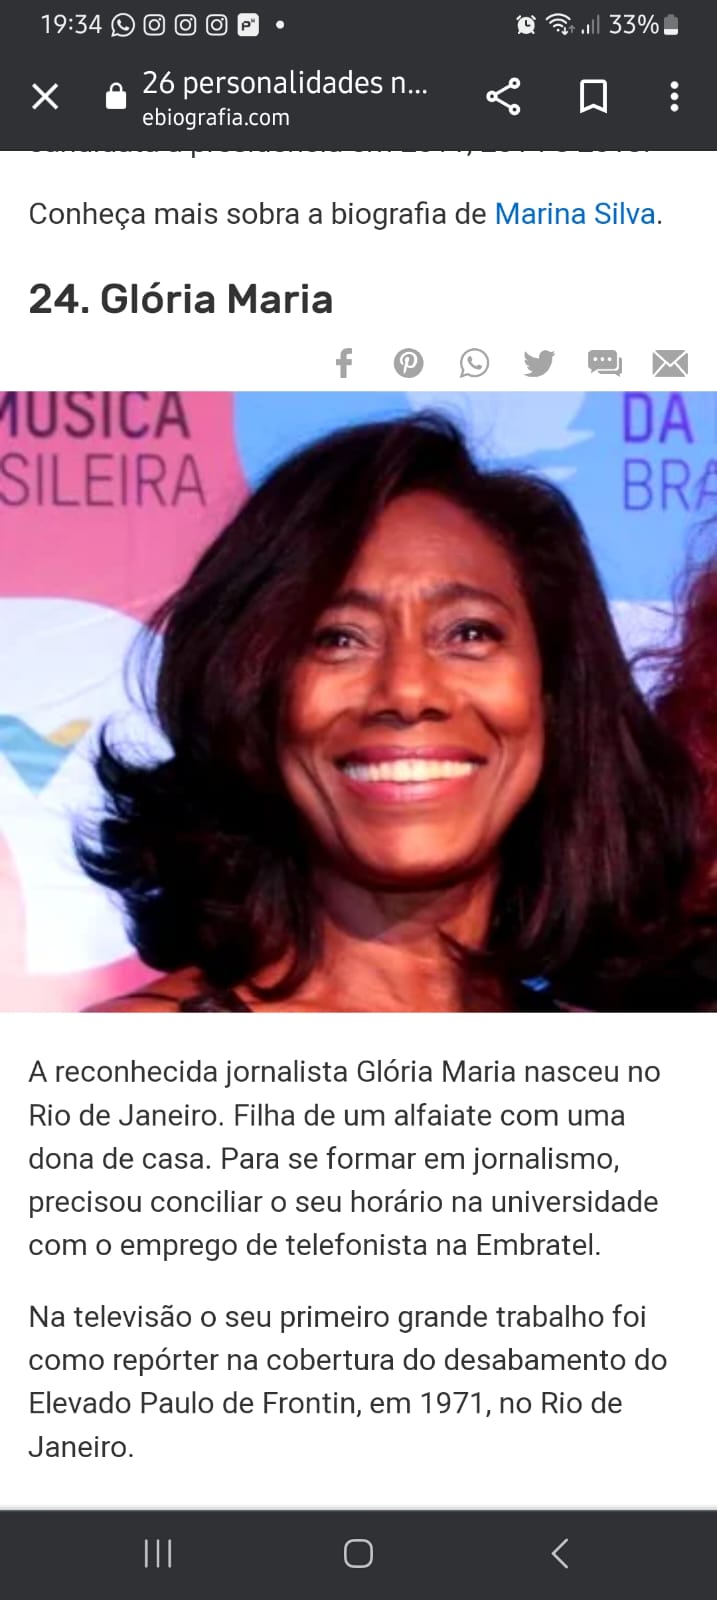 19:34
33%
26 personalidades n...
ebiografia.com
Conheça mais sobra a biografia de Marina Silva.
24. Glória Maria
MÚSICA
SILEIRA
DA
BRA
A reconhecida jornalista Glória Maria nasceu no
Rio de Janeiro. Filha de um alfaiate com uma
dona de casa. Para se formar em jornalismo,
precisou conciliar o seu horário na universidade
com o emprego de telefonista na Embratel.
Na televisão o seu primeiro grande trabalho foi
como repórter na cobertura do desabamento do
Elevado Paulo de Frontin, em 1971, no Rio de
Janeiro.